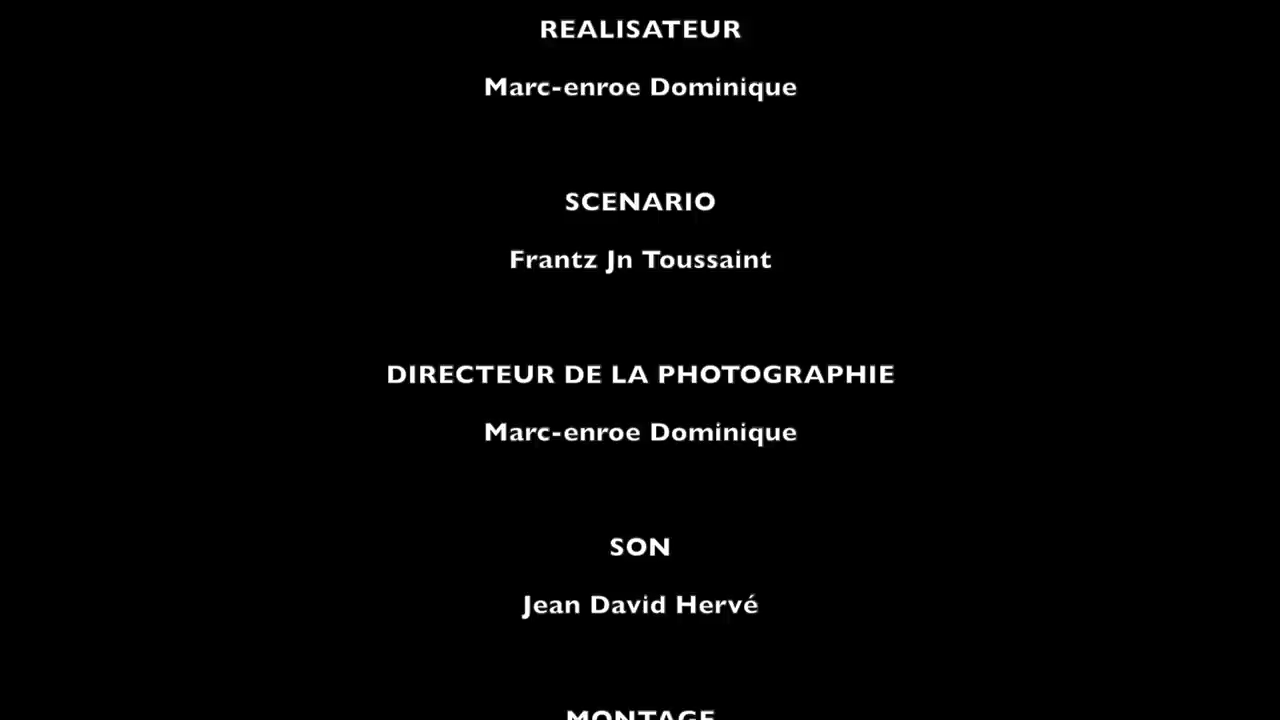 REALISATEUR
Marc-enroe Dominique
SCENARIO
Frantz Jn Toussaint
DIRECTEUR DE LA PHOTOGRAPHIE
Marc-enroe Dominique
SON
Jean David Hervé
MONTAGE